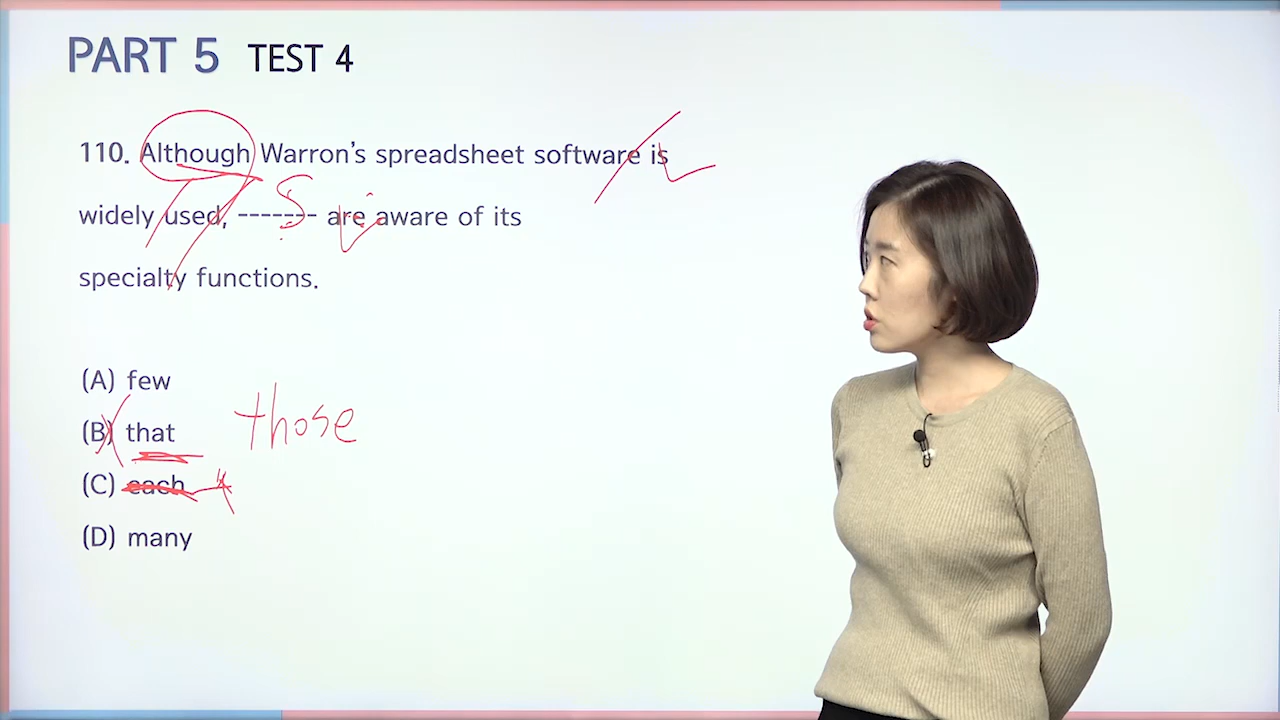 PART 5 TEST 4
110. Although Warron's spreadsheet software is
widely used, ------- are aware of its
specialty functions.
S
(A) few
(B) that those
(C) each
(D) many